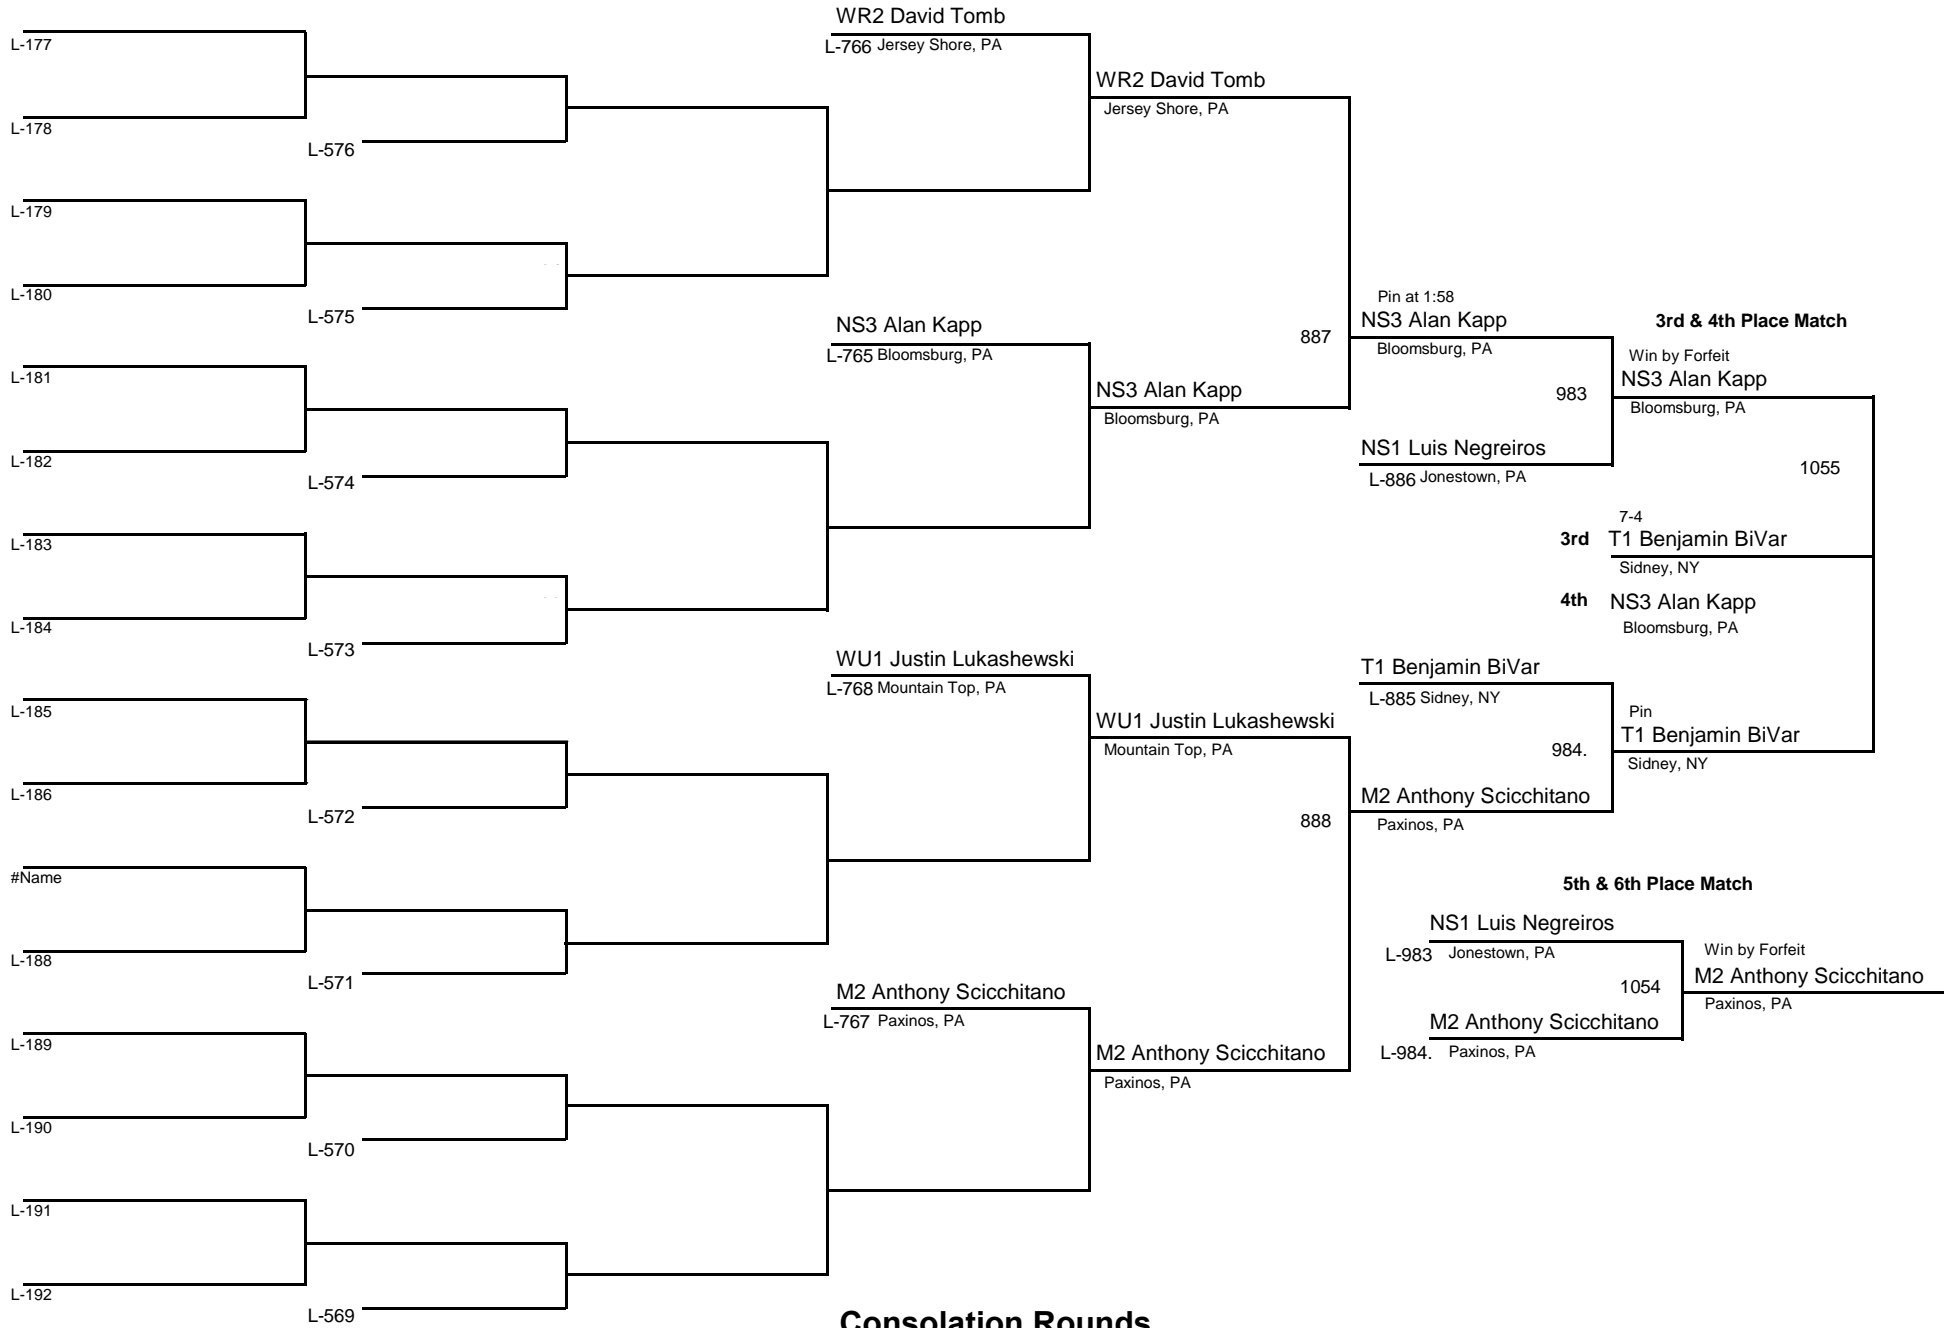 WR2 David Tomb
L-177
L-766 Jersey Shore, PA
WR2 David Tomb
Jersey Shore, PA
L-178
L-576
L-179
L-180
L-575
Pin at 1:58
NS3 Alan Kapp
NS3 Alan Kapp
3rd & 4th Place Match
887
L-765 Bloomsburg, PA
Bloomsburg, PA
Win by Forfeit
L-181
NS3 Alan Kapp
NS3 Alan Kapp
983
Bloomsburg, PA
Bloomsburg, PA
NS1 Luis Negreiros
L-182
L-574
L-886 Jonestown, PA
1055
7-4
L-183
3rd T1 Benjamin BiVar
Sidney, NY
4th NS3 Alan Kapp
L-184
Bloomsburg, PA
L-573
WU1 Justin Lukashewski
T1 Benjamin BiVar
L-768 Mountain Top, PA
L-885 Sidney, NY
L-185
Pin
WU1 Justin Lukashewski
T1 Benjamin BiVar
Mountain Top, PA
984.
Sidney, NY
L-186
M2 Anthony Scicchitano
L-572
888
Paxinos, PA
#Name
5th & 6th Place Match
NS1 Luis Negreiros
L-188
L-983 Jonestown, PA
Win by Forfeit
L-571
M2 Anthony Scicchitano
1054
M2 Anthony Scicchitano
Paxinos, PA
L-767 Paxinos, PA
M2 Anthony Scicchitano
L-189
M2 Anthony Scicchitano
L-984. Paxinos, PA
Paxinos, PA
L-190
L-570
L-191
L-192
L-569
Consolation Rounds